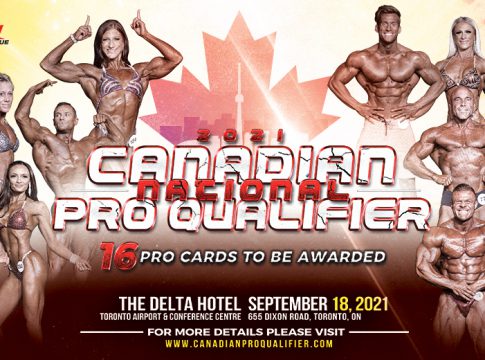 2021
CANADIAN
NATIONAL
PRO QUALIFIER
16 PRO CARDS TO BE AWARDED
THE DELTA HOTEL SEPTEMBER 18, 2021
TORONTO AIRPORT & CONFERENCE CENTRE 655 DIXON ROAD, TORONTO, ON
FOR MORE DETAILS PLEASE VISIT
WWW.CANADIANPROQUALIFIER.COM